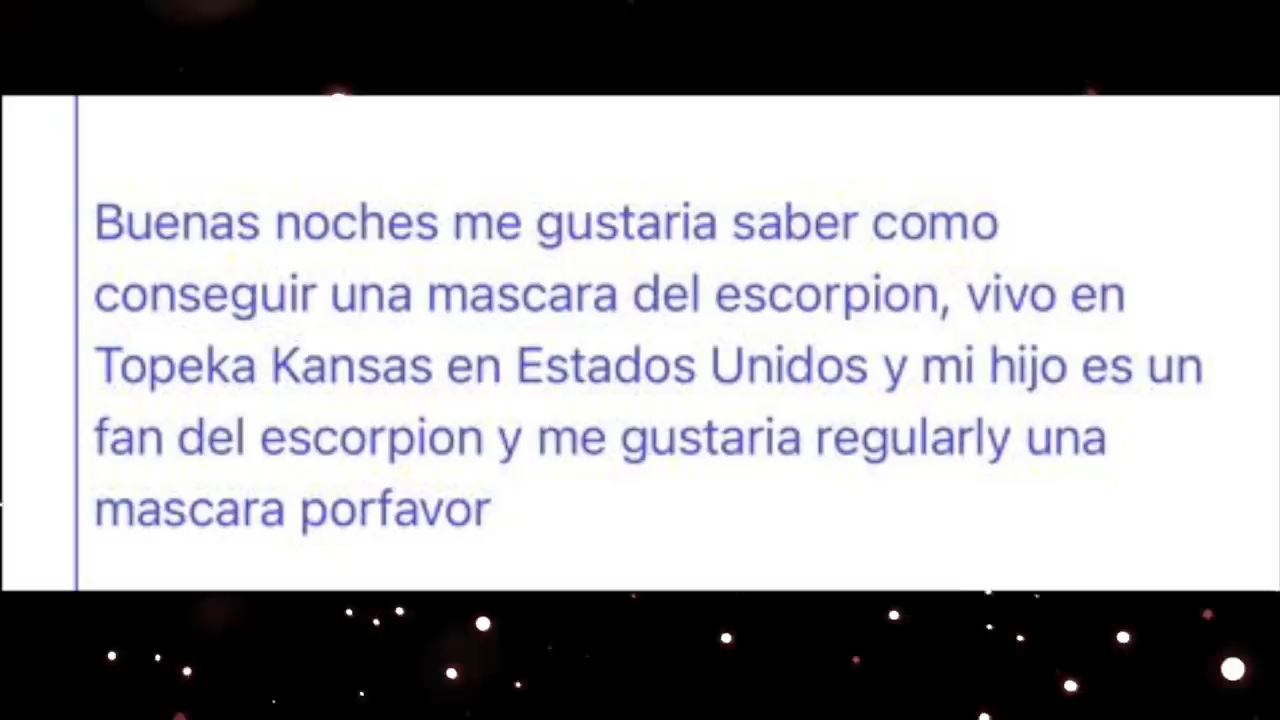 Buenas noches me gustaria saber como
conseguir una mascara del escorpion, vivo en
Topeka Kansas en Estados Unidos y mi hijo es un
fan del escorpion y me gustaria regularly una
mascara porfavor